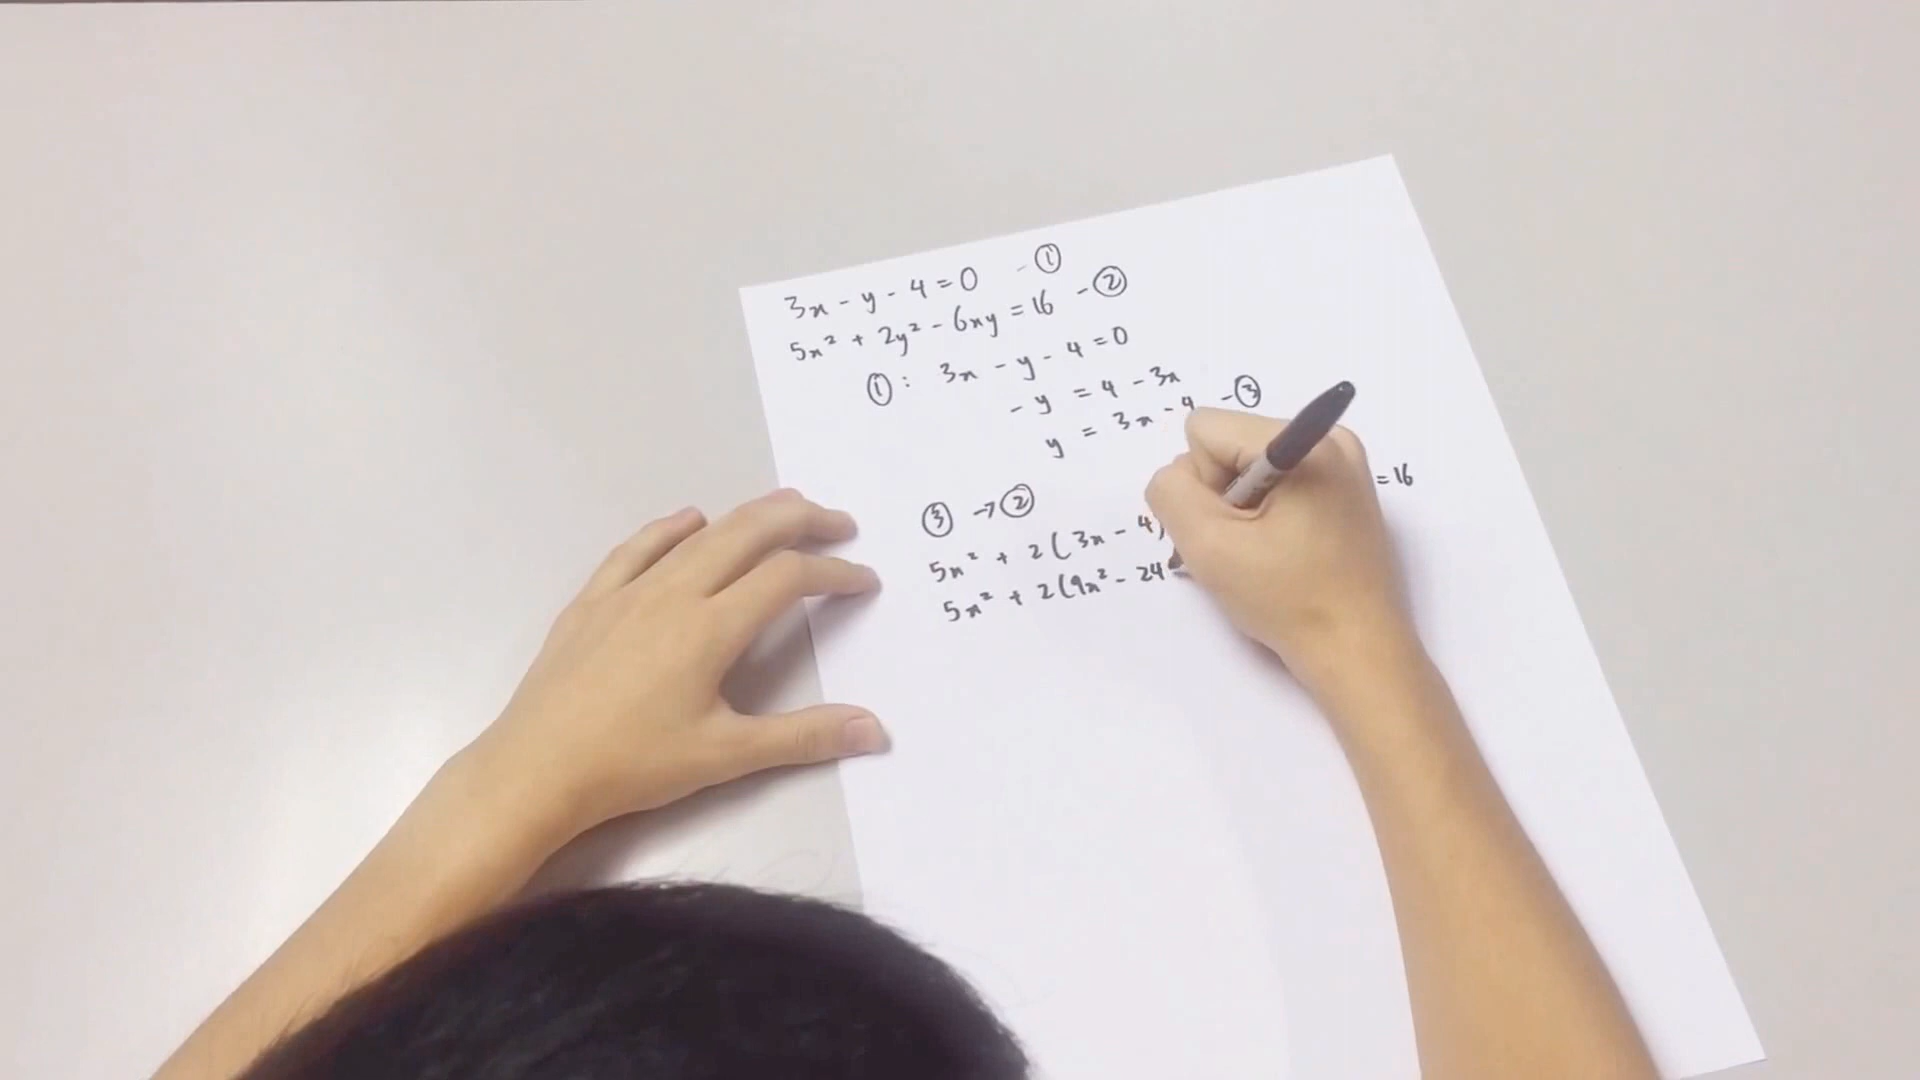 3x - y - 4 = 0 - ①
5x² + 2y² - 6xy = 16 - ②
①: 3x - y - 4 = 0
- y = 4 - 3x
y = 3x - 4 - ③
③ → ②
5x² + 2(3x - 4) = 16
5x² + 2(9x² - 24